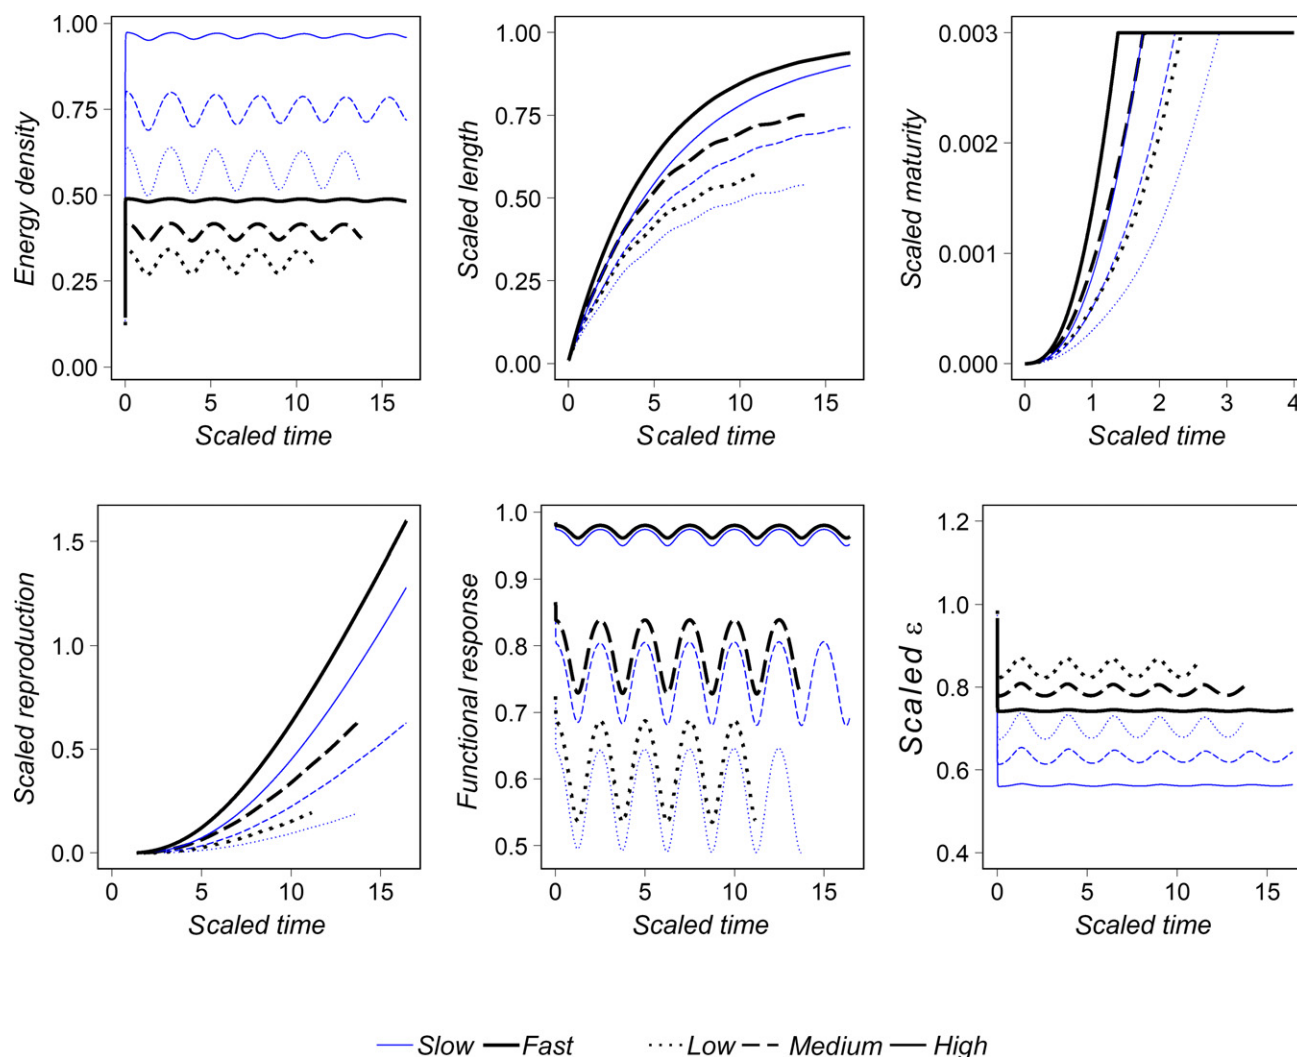 Energy density
1.00
0.75
0.50
0.25
0.00
0 5 10 15
Scaled time
Scaled length
1.00
0.75
0.50
0.25
0.00
0 5 10 15
Scaled time
Scaled maturity
0.003
0.002
0.001
0.000
0 1 2 3 4
Scaled time
Scaled reproduction
1.5
1.0
0.5
0.0
0 5 10 15
Scaled time
Functional response
1.0
0.9
0.8
0.7
0.6
0.5
0 5 10 15
Scaled time
Scaled ε
1.2
1.0
0.8
0.6
0.4
0 5 10 15
Scaled time
Slow Fast Low Medium High